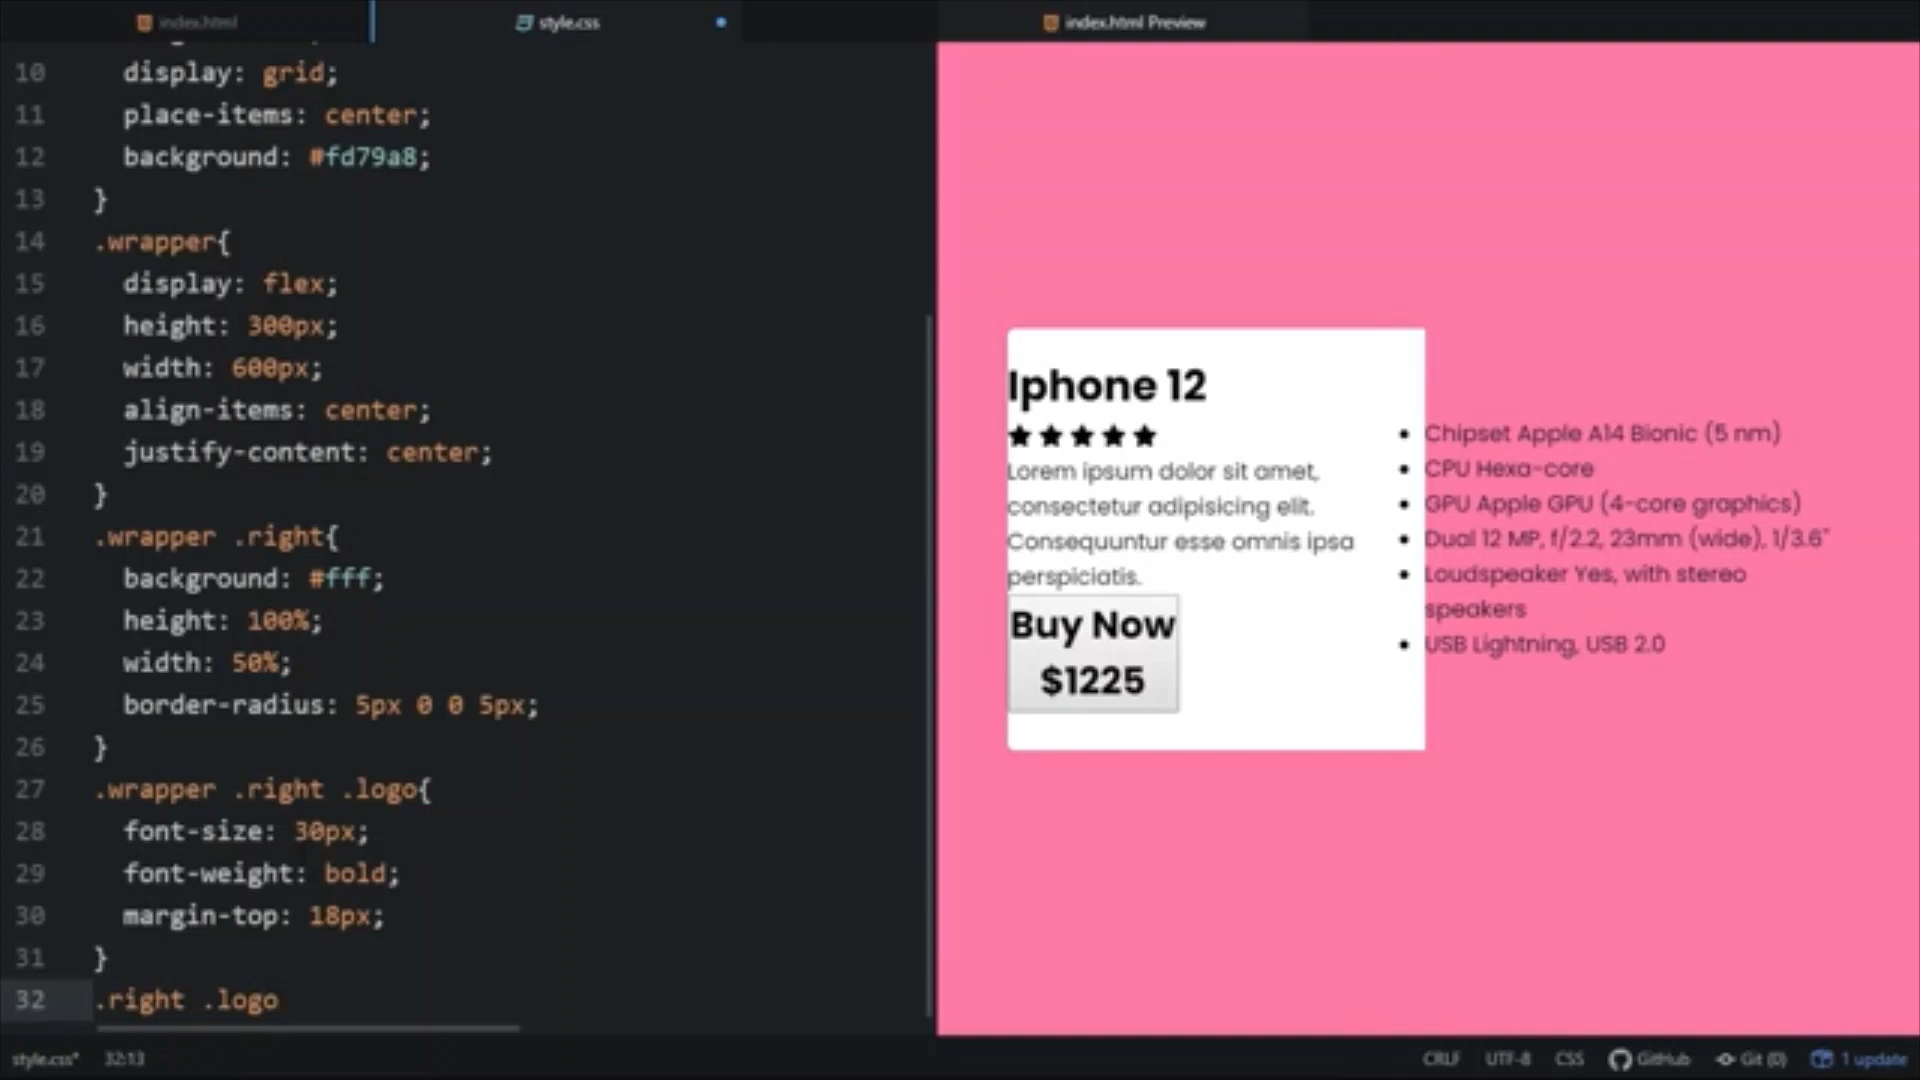 index.html
style.css
index.html Preview
10 display: grid;
11 place-items: center;
12 background: #fd79a8;
13 }
14 .wrapper{
15 display: flex;
16 height: 300px;
17 width: 600px;
18 align-items: center;
19 justify-content: center;
20 }
21 .wrapper .right{
22 background: #fff;
23 height: 100%;
24 width: 50%;
25 border-radius: 5px 0 0 5px;
26 }
27 .wrapper .right .logo{
28 font-size: 30px;
29 font-weight: bold;
30 margin-top: 18px;
31 }
32 .right .logo
Iphone 12
Lorem ipsum dolor sit amet,
consectetur adipisicing elit.
Consequuntur esse omnis ipsa
perspiciatis.
Buy Now
$1225
Chipset Apple A14 Bionic (5 nm)
CPU Hexa-core
GPU Apple GPU (4-core graphics)
Dual 12 MP, f/2.2, 23mm (wide), 1/3.6"
Loudspeaker Yes, with stereo
speakers
USB Lightning, USB 2.0
style.css* 32:13
CRLF UTF-8 CSS GitHub Git (0) 1 update